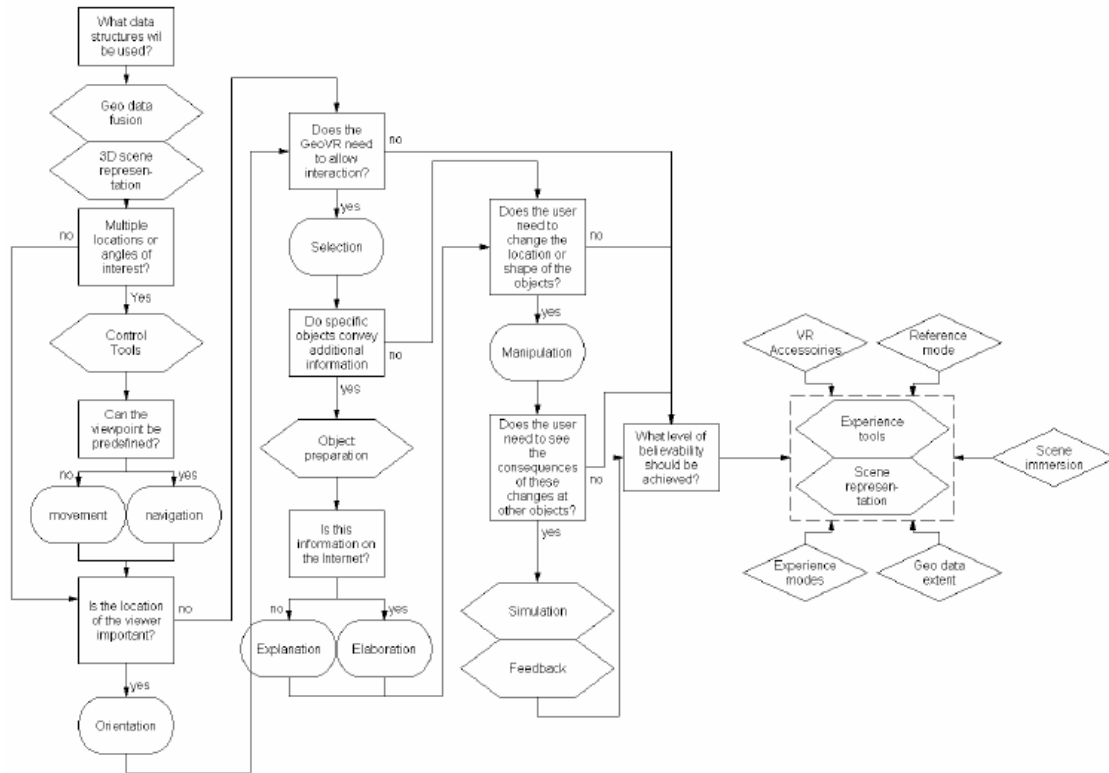 What data
structures wil
be used?
Geo data
fusion
3D scene
represen-
tation
no
Multiple
locations or
angles of
interest?
Yes
Control
Tools
Can the
viewpoint be
predefined?
no
yes
movement
navigation
Is the location
of the viewer
important?
no
yes
Orientation
Does the
GeoVR need
to allow
interaction?
no
yes
Selection
Do specific
objects convey
additional
information
no
yes
Object
preparation
Is this
information on
the Internet?
no
yes
Explanation
Elaboration
Does the user
need to
change the
location or
shape of the
objects?
no
yes
Manipulation
Does the user
need to see
the
consequences
of these
changes at
other objects?
no
yes
Simulation
Feedback
What level of
believability
should be
achieved?
VR
Accessoiries
Reference
mode
Experience
tools
Scene
represen-
tation
Scene
immersion
Experience
modes
Geo data
extent